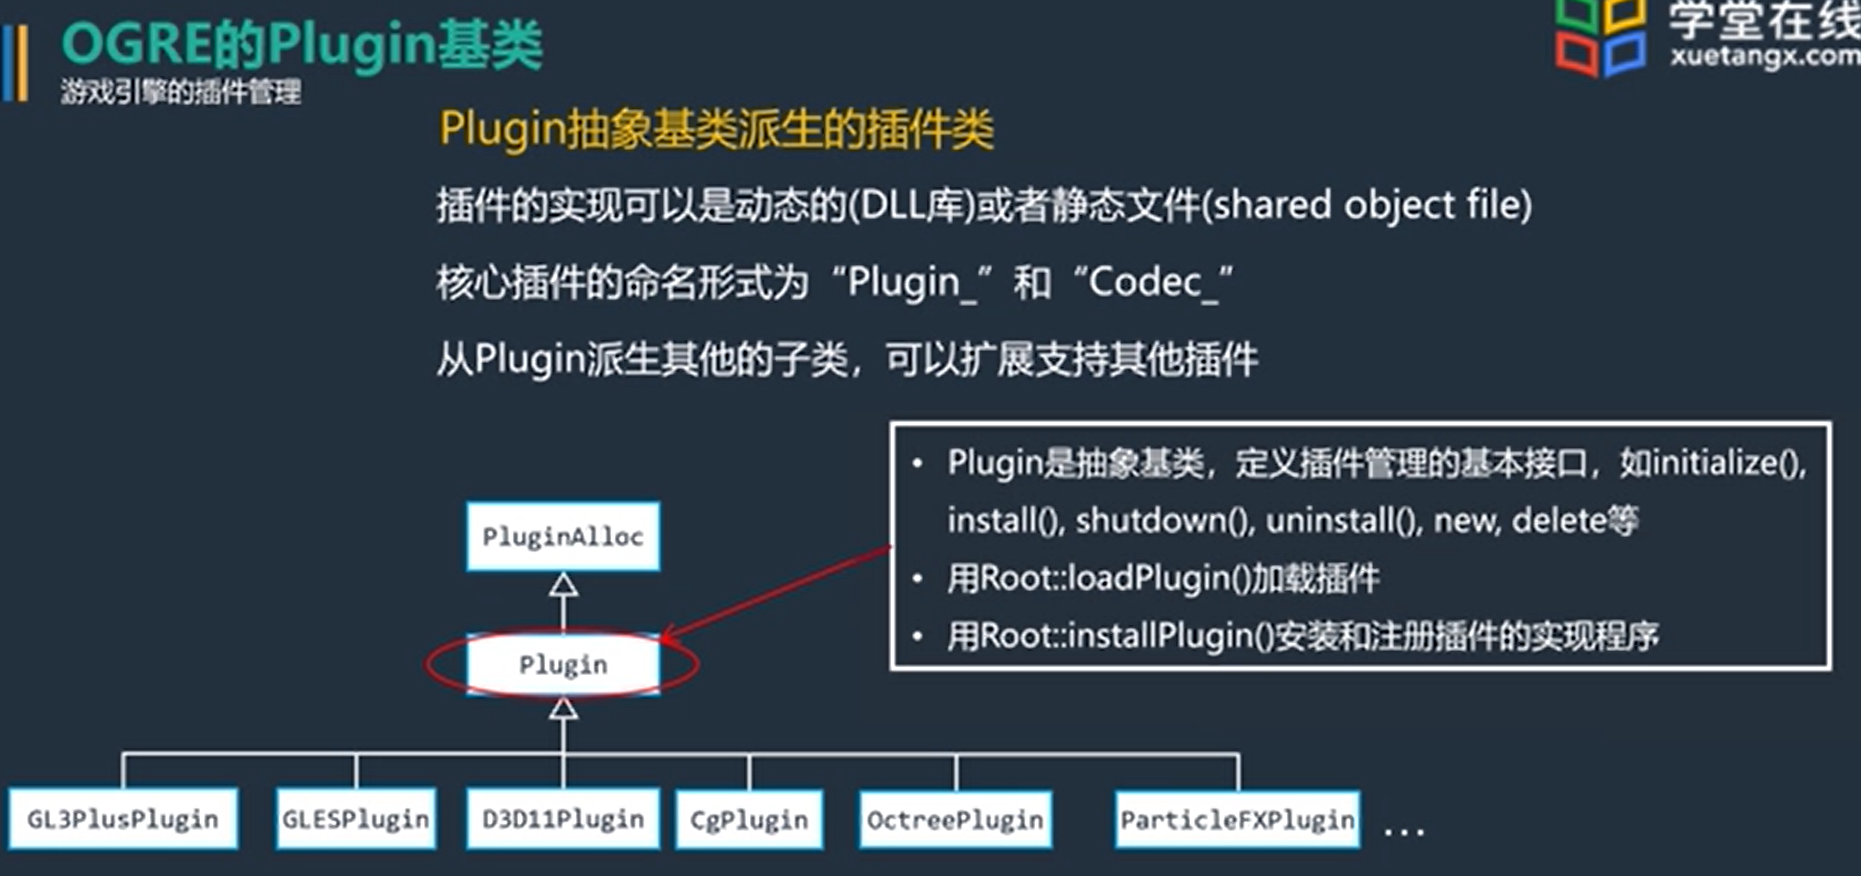 OGRE的Plugin基类
游戏引擎的插件管理
学堂在线
xuetangx.com
Plugin抽象基类派生的插件类
插件的实现可以是动态的(DLL库)或者静态文件(shared object file)
核心插件的命名形式为“Plugin_”和“Codec_”
从Plugin派生其他的子类，可以扩展支持其他插件
• Plugin是抽象基类，定义插件管理的基本接口，如initialize(),
install(), shutdown(), uninstall(), new, delete等
• 用Root::loadPlugin()加载插件
• 用Root::installPlugin()安装和注册插件的实现程序
PluginAlloc
Plugin
GL3PlusPlugin
GLESPlugin
D3D11Plugin
CgPlugin
OctreePlugin
ParticleFXPlugin
...